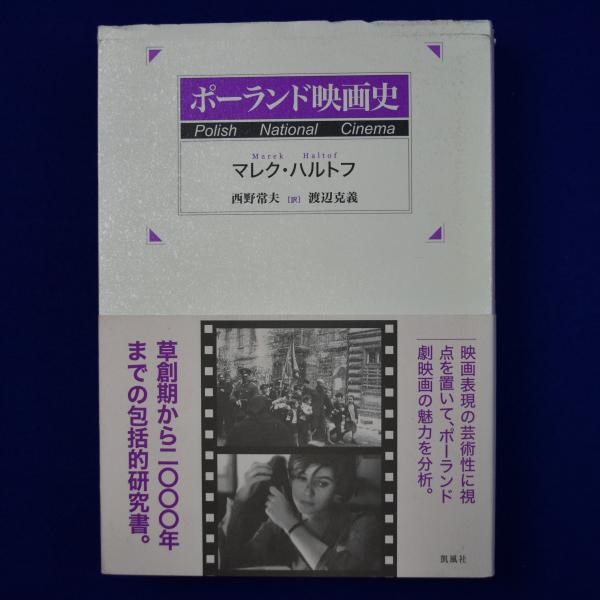 ポーランド映画史
Polish National Cinema
Marek Haltof
マレク・ハルトフ
西野常夫 [訳] 渡辺克義
映画表現の芸術性に視
点を置いて、ポーランド
劇映画の魅力を分析。
草創期から二〇〇〇年
までの包括的研究書。
凱風社